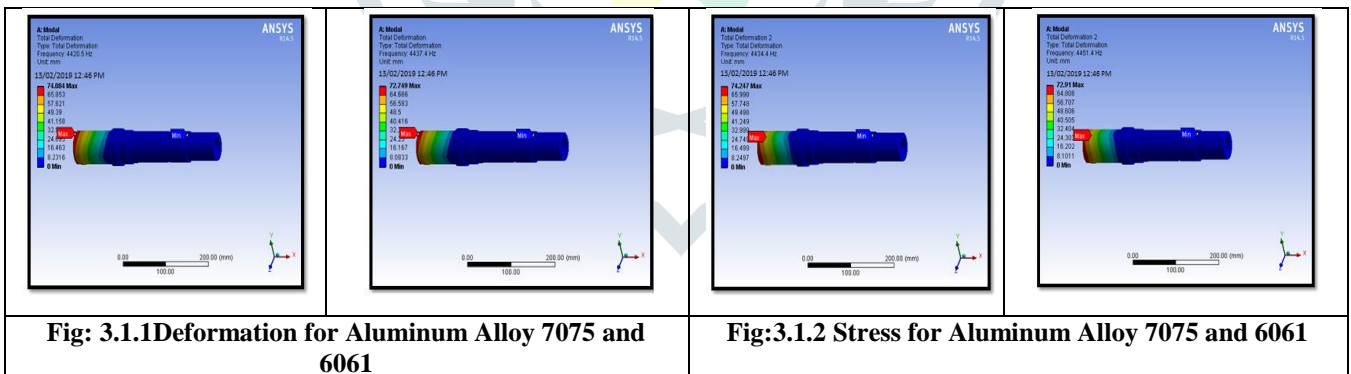 A: Modal
Total Deformation
Type: Total Deformation
Frequency: 4420.5 Hz
Unit: mm
13/02/2019 12:46 PM
ANSYS
R14.5
74.084 Max
65.853
57.621
49.39
41.158
16.463
8.2316
0 Min
Max
Min
0.00
200.00 (mm)
100.00
Y
X
Z
A: Modal
Total Deformation
Type: Total Deformation
Frequency: 4437.4 Hz
Unit: mm
13/02/2019 12:46 PM
ANSYS
R14.5
72.749 Max
64.666
56.583
48.5
40.416
16.167
8.0833
0 Min
Max
Min
0.00
200.00 (mm)
100.00
Y
X
Z
A: Modal
Total Deformation 2
Type: Total Deformation
Frequency: 4434.4 Hz
Unit: mm
13/02/2019 12:46 PM
ANSYS
R14.5
74.247 Max
65.998
57.748
49.498
41.249
32.999
16.499
8.2497
0 Min
Max
Min
0.00
200.00 (mm)
100.00
Y
X
Z
A: Modal
Total Deformation 2
Type: Total Deformation
Frequency: 4451.4 Hz
Unit: mm
13/02/2019 12:46 PM
ANSYS
R14.5
72.91 Max
64.808
56.707
48.606
40.505
32.404
16.202
8.1011
0 Min
Max
Min
0.00
200.00 (mm)
100.00
Y
X
Z
Fig: 3.1.1Deformation for Aluminum Alloy 7075 and
6061
Fig:3.1.2 Stress for Aluminum Alloy 7075 and 6061